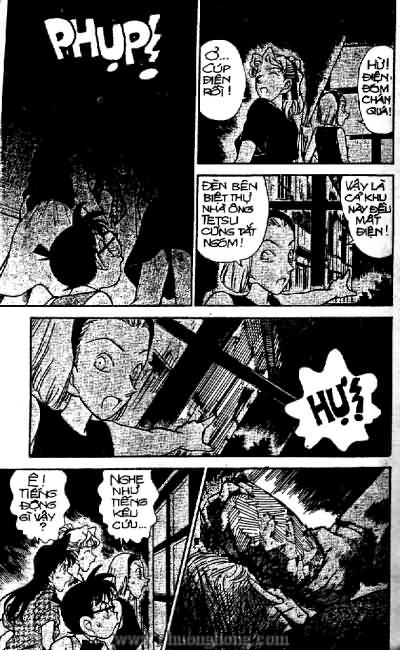 PHỤP!
Ơ...
CÚP
ĐIỆN
RỒI!
HỪ!
ĐIỆN
ĐÓM
CHÁN
QUÁ!
ĐÈN BÊN
BIỆT THỰ
NHÀ ÔNG
TETSU
CŨNG TẮT
NGÓM!
VẬY LÀ
CẢ KHU
NÀY ĐỀU
MẤT
ĐIỆN!
HỰ!
Ê!
TIẾNG
ĐỘNG
GÌ VẬY
?
NGHE
NHƯ
TIẾNG
KÊU
CỨU...